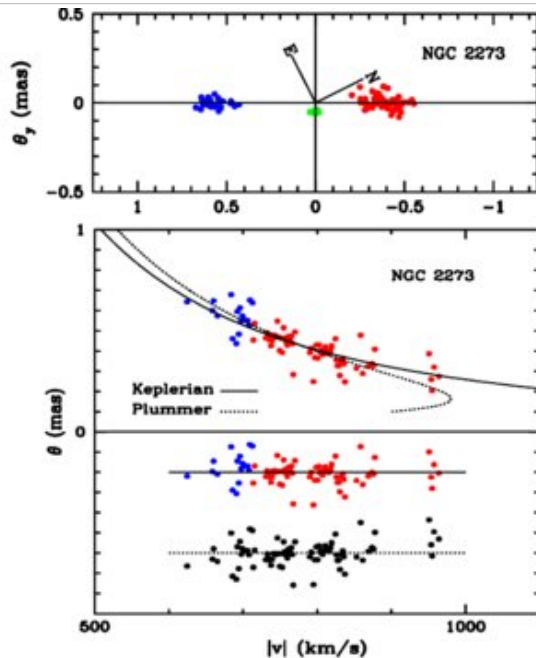 0.5
NGC 2273
E
N
θy (mas)
0
-0.5
1
0.5
0
-0.5
-1
1
NGC 2273
Keplerian
Plummer
θ (mas)
0
500
1000
|v| (km/s)